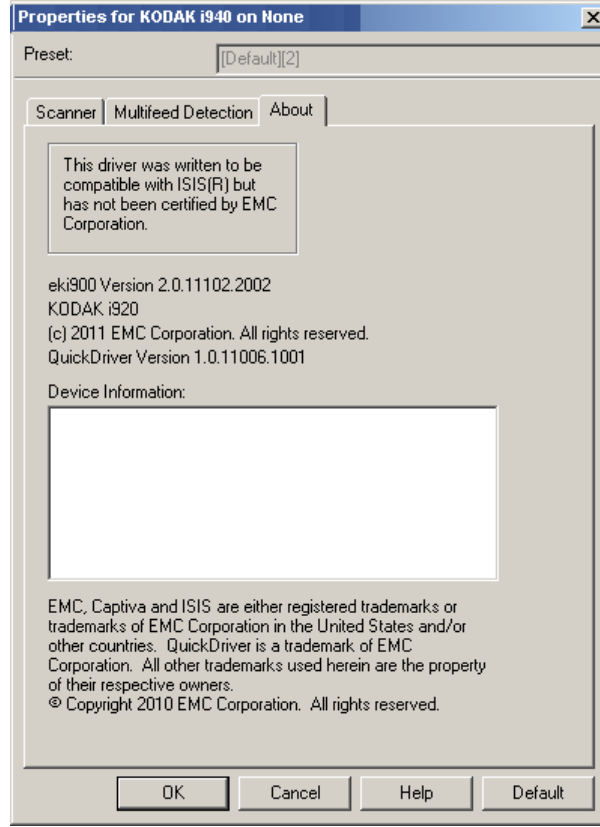 Properties for KODAK i940 on None
Preset:
[Default][2]
Scanner
Multifeed Detection
About
This driver was written to be
compatible with ISIS(R) but
has not been certified by EMC
Corporation.
eki900 Version 2.0.11102.2002
KODAK i920
(c) 2011 EMC Corporation. All rights reserved.
QuickDriver Version 1.0.11006.1001
Device Information:
EMC, Captiva and ISIS are either registered trademarks or
trademarks of EMC Corporation in the United States and/or
other countries.  QuickDriver is a trademark of EMC
Corporation.  All other trademarks used herein are the property
of their respective owners.
© Copyright 2010 EMC Corporation.  All rights reserved.
OK
Cancel
Help
Default